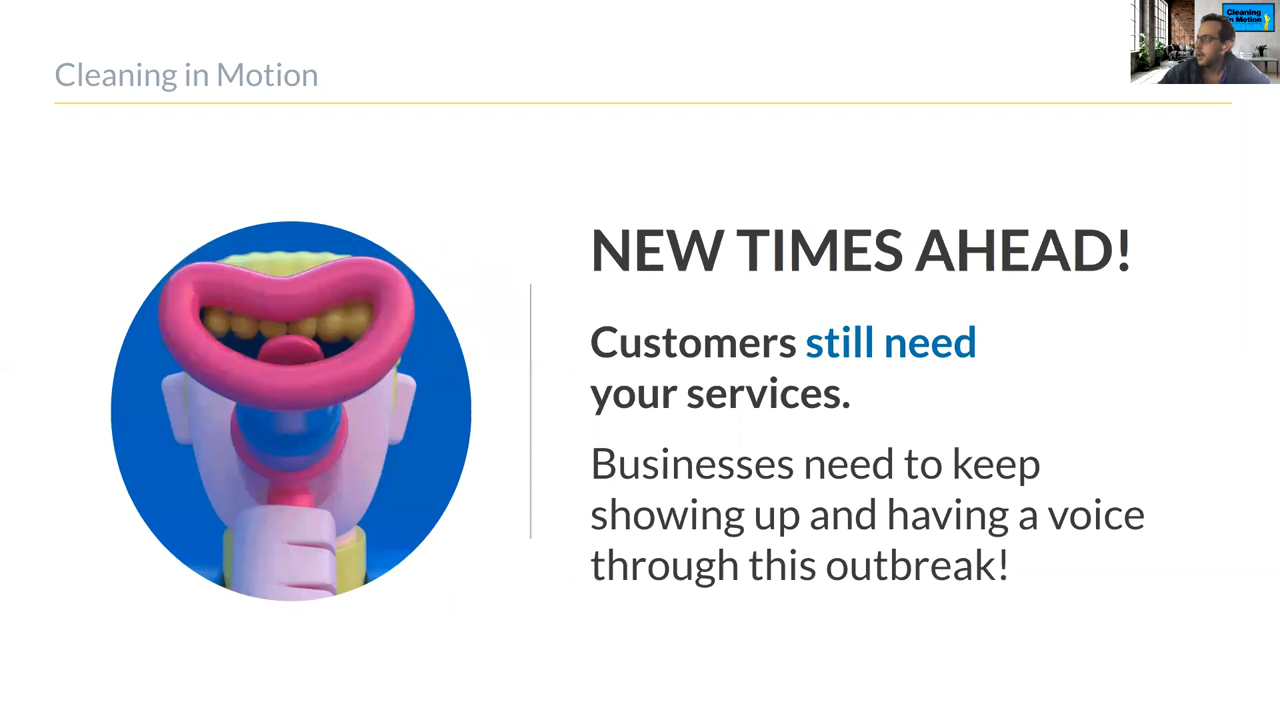 Cleaning in Motion
Cleaning
in Motion
NEW TIMES AHEAD!
Customers still need
your services.
Businesses need to keep
showing up and having a voice
through this outbreak!